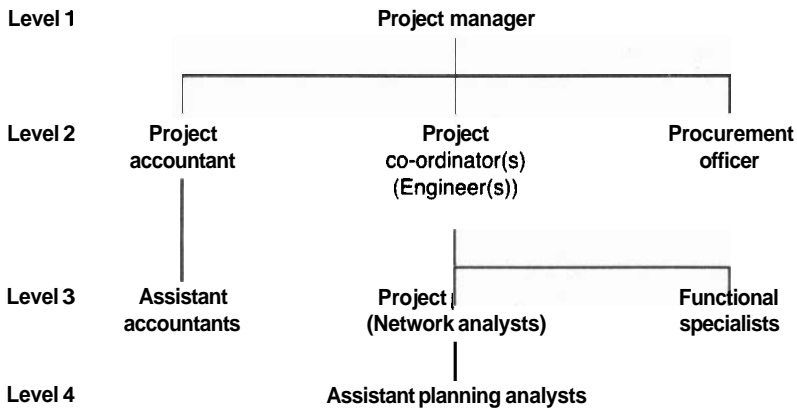 Level 1 Project manager
Level 2 Project Project Procurement
accountant co-ordinator(s) officer
(Engineer(s))
Level 3 Assistant Project Functional
accountants (Network analysts) specialists
Level 4 Assistant planning analysts